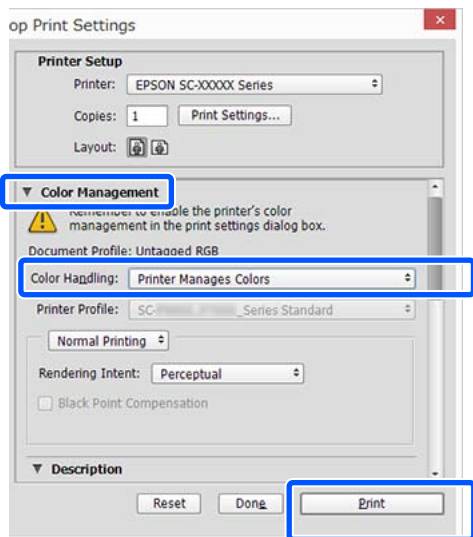 op Print Settings
Printer Setup
Printer: EPSON SC-XXXXX Series
Copies: 1 Print Settings...
Layout:
Color Management
Remember to enable the printer's color
management in the print settings dialog box.
Document Profile: Untagged RGB
Color Handling: Printer Manages Colors
Printer Profile: SC- _Series Standard
Normal Printing
Rendering Intent: Perceptual
Black Point Compensation
Description
Reset Done Print